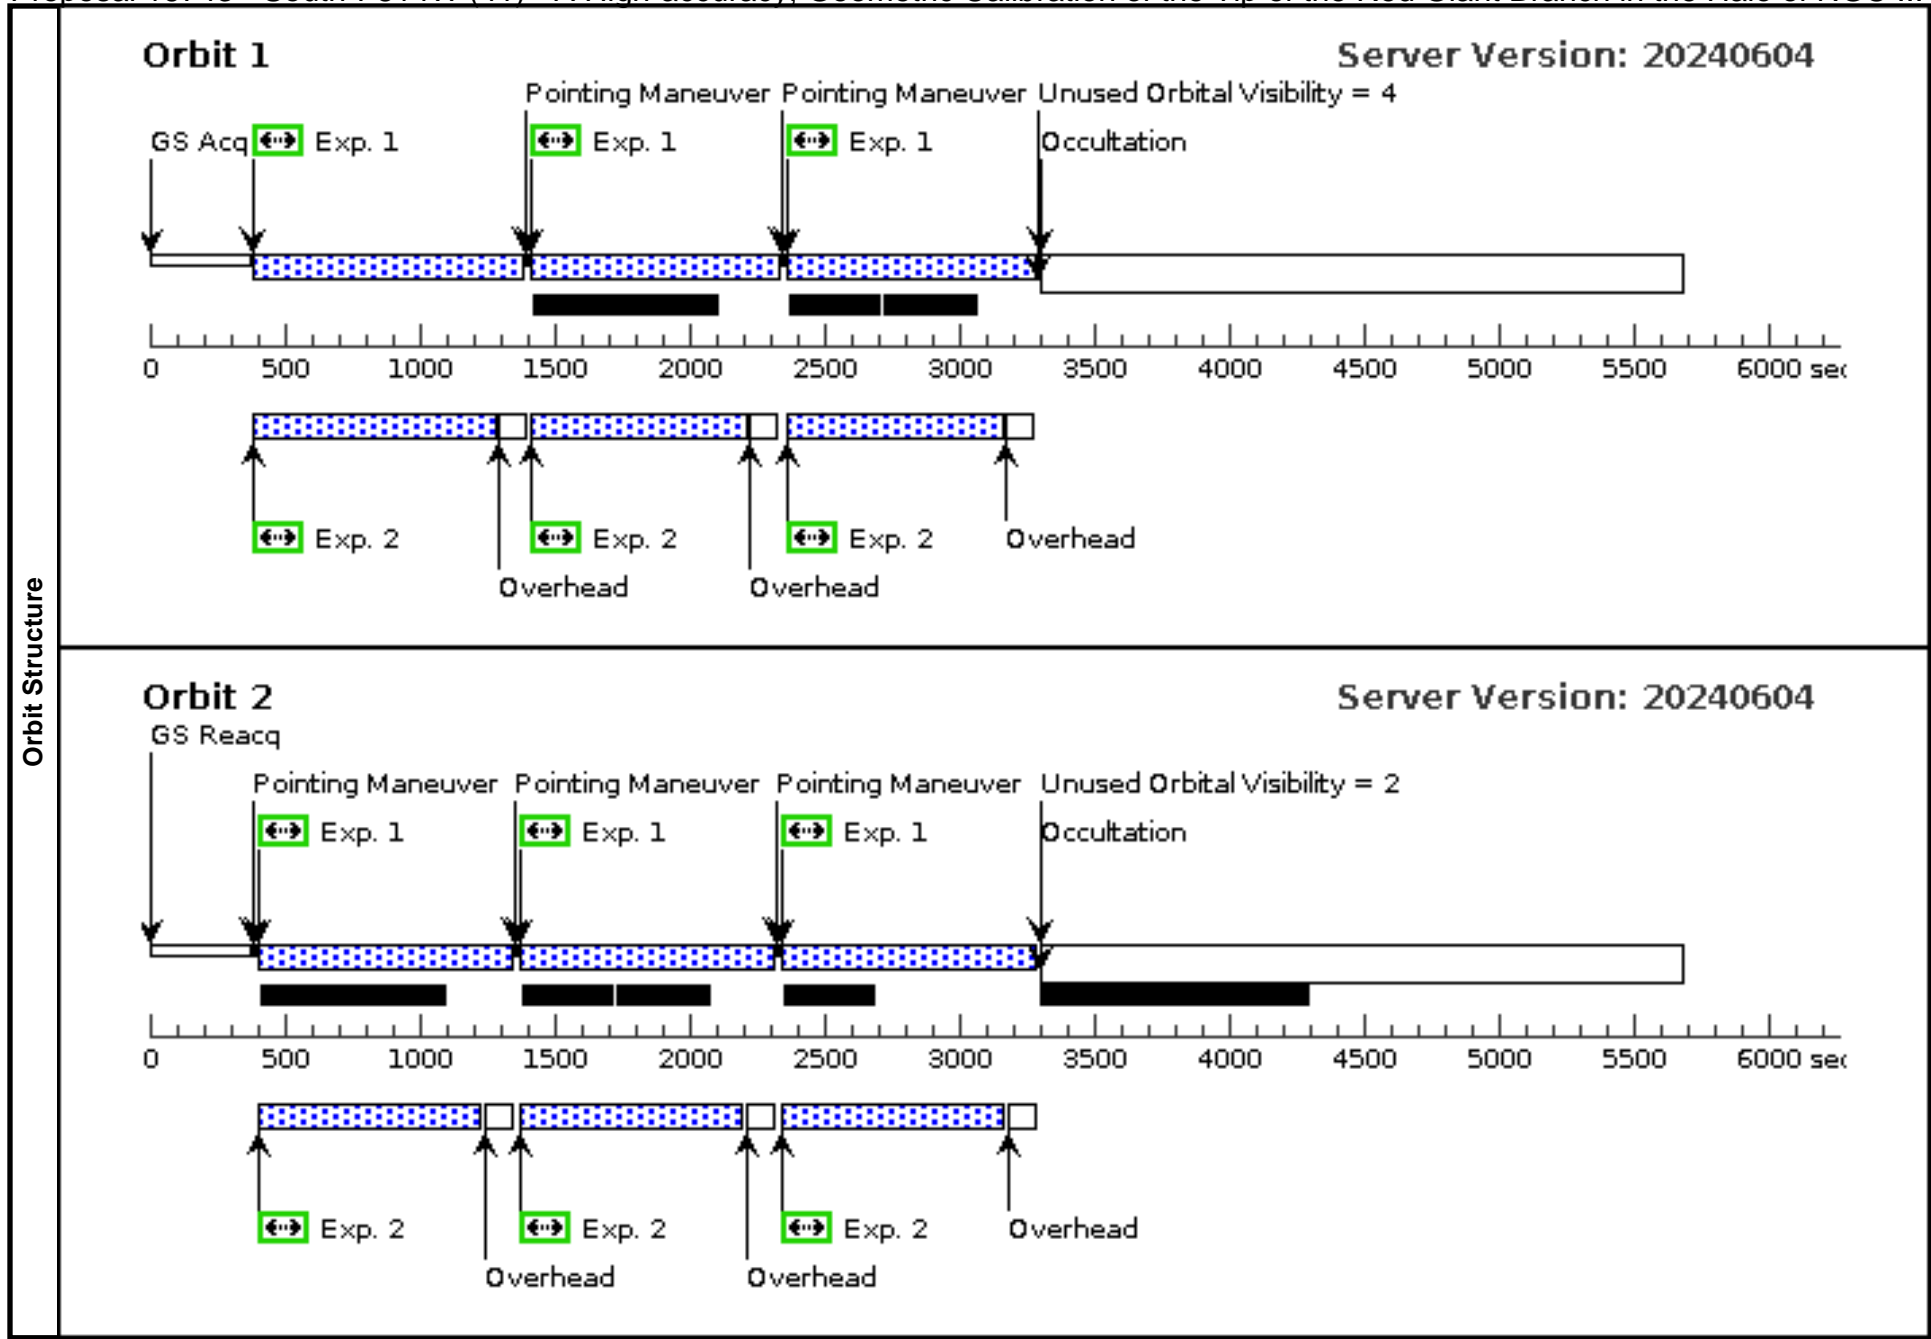 Orbit Structure
Orbit 1
Server Version: 20240604
Pointing Maneuver Pointing Maneuver Unused Orbital Visibility = 4
GS Acq Exp. 1 Exp. 1 Exp. 1 Occultation
0 500 1000 1500 2000 2500 3000 3500 4000 4500 5000 5500 6000 sec
Exp. 2 Exp. 2 Exp. 2 Overhead
Overhead Overhead
Orbit 2
Server Version: 20240604
GS Reacq
Pointing Maneuver Pointing Maneuver Pointing Maneuver Unused Orbital Visibility = 2
Exp. 1 Exp. 1 Exp. 1 Occultation
0 500 1000 1500 2000 2500 3000 3500 4000 4500 5000 5500 6000 sec
Exp. 2 Exp. 2 Exp. 2 Overhead
Overhead Overhead